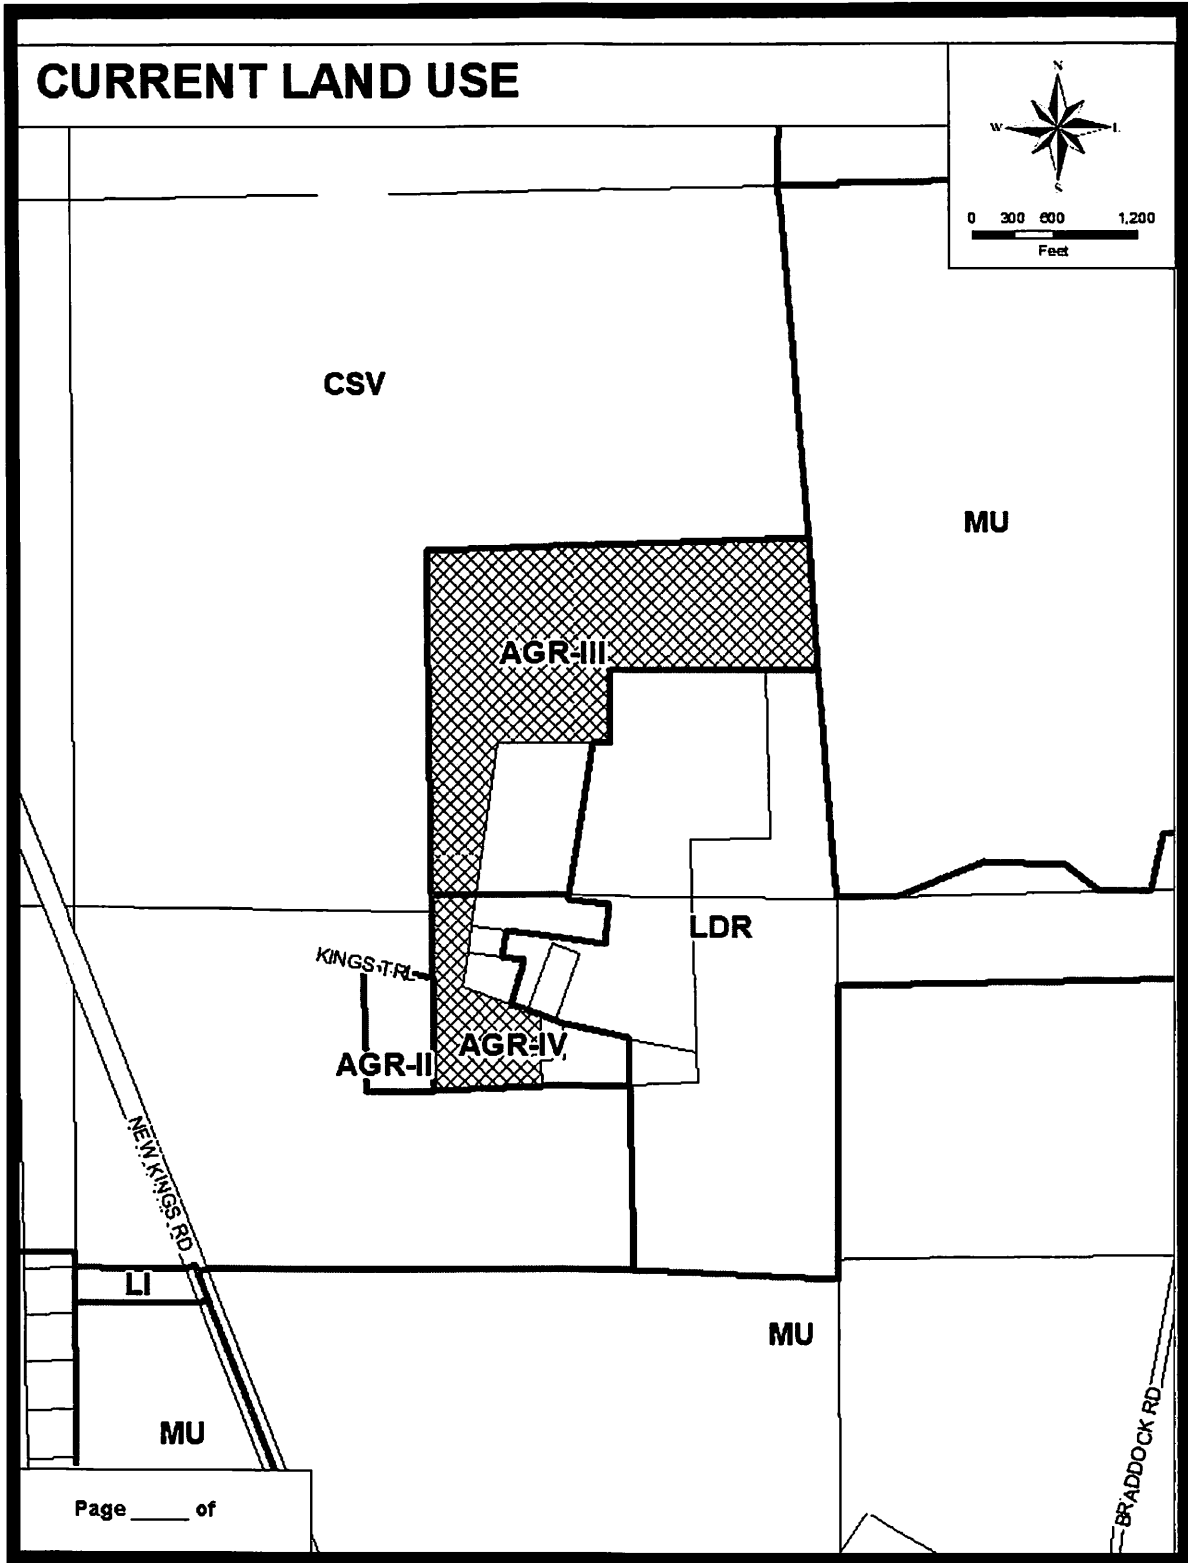 CURRENT LAND USE
N
W
S
0 300 600 1,200
Feet
CSV
MU
AGR-III
LDR
KINGS TRL
AGR-IV
AGR-II
NEW KINGS RD
LI
MU
MU
BRADDOCK RD
Page _____ of